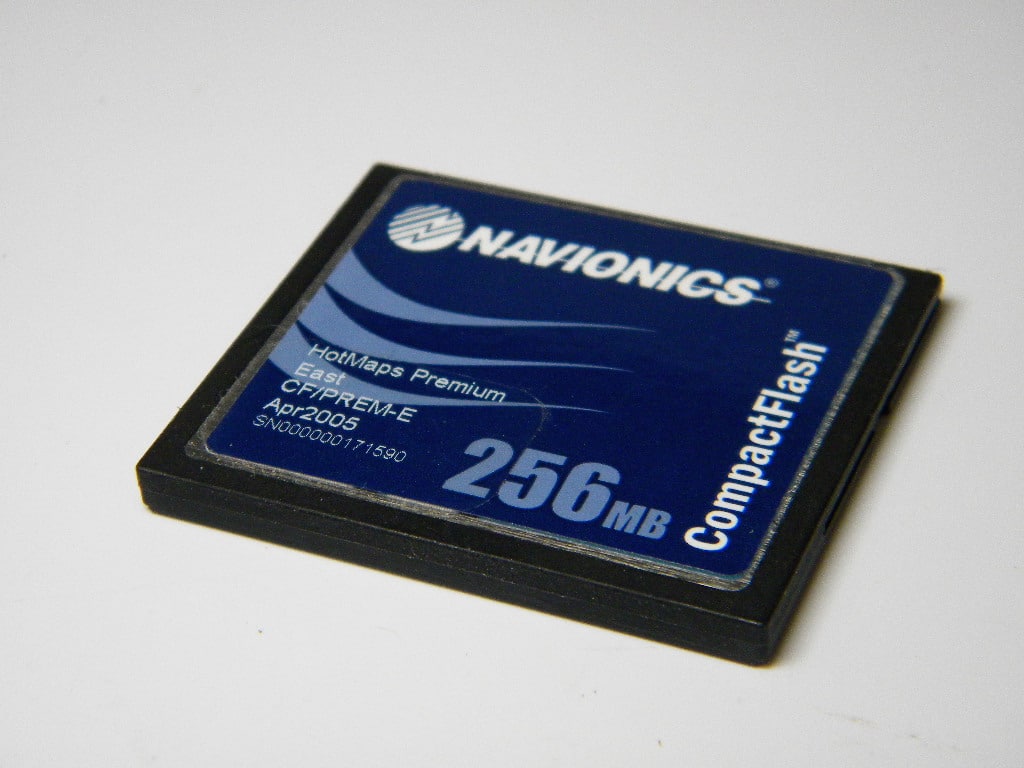 NAVIONICS®
HotMaps Premium
East
CF/PREM-E
Apr2005
SN000000171590
256MB
CompactFlash™